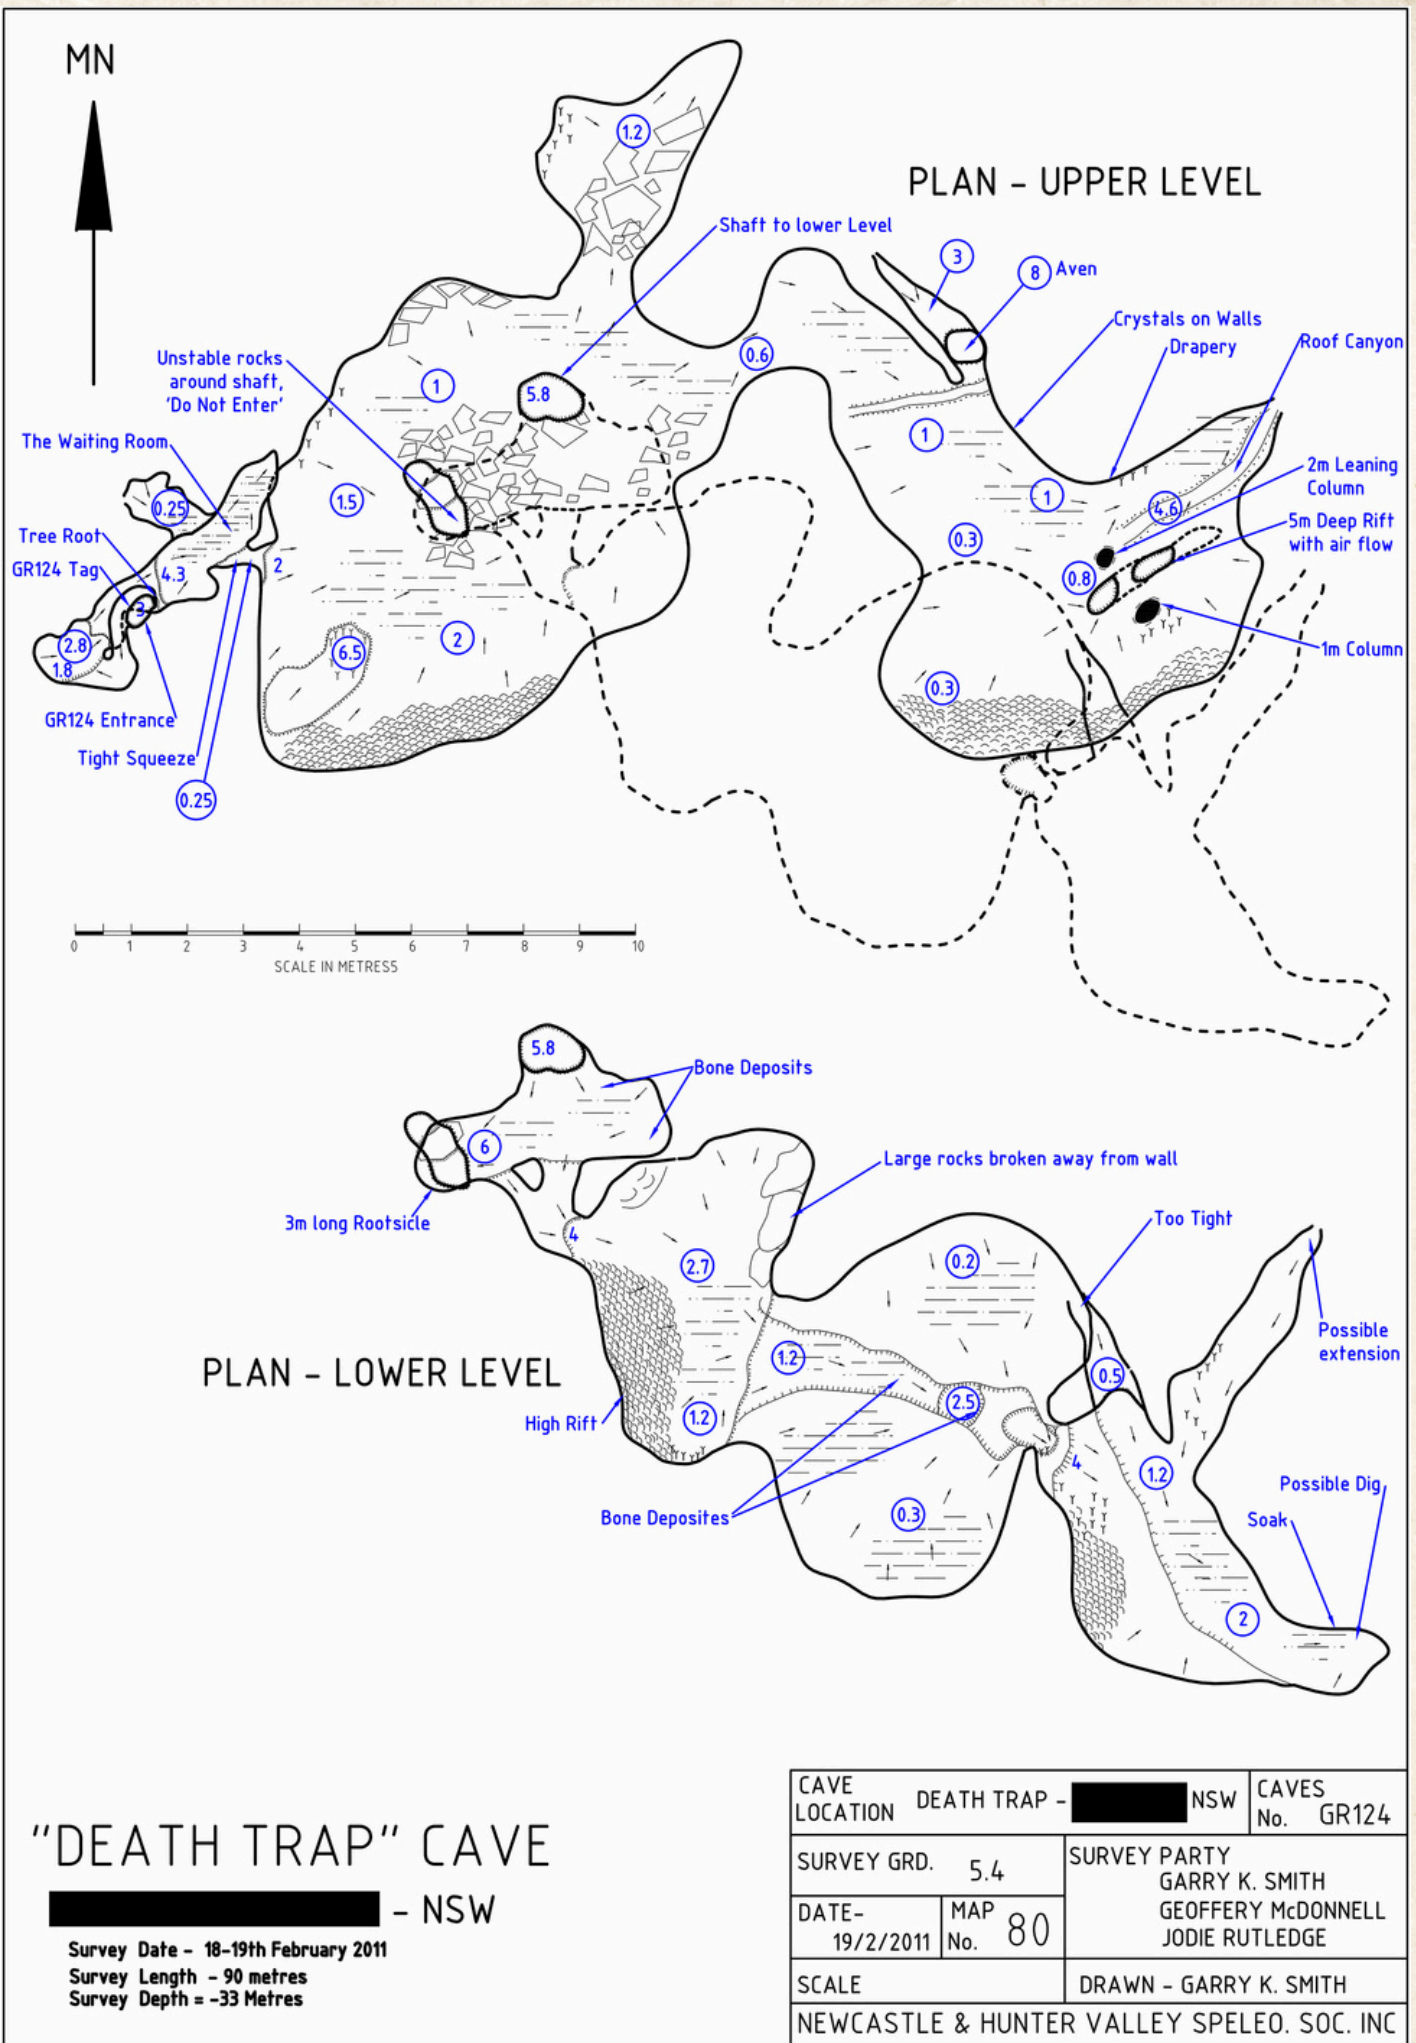 MN
PLAN - UPPER LEVEL
1.2
Shaft to lower Level
3
8
Aven
Crystals on Walls
Drapery
Roof Canyon
Unstable rocks
around shaft,
'Do Not Enter'
0.6
1
5.8
1
The Waiting Room
2m Leaning
Column
1.5
1
0.25
4.6
5m Deep Rift
with air flow
Tree Root
0.3
GR124 Tag
4.3
2
0.8
3
2.8
1.8
6.5
2
1m Column
0.3
GR124 Entrance
Tight Squeeze
0.25
0 1 2 3 4 5 6 7 8 9 10
SCALE IN METRES5
5.8
Bone Deposits
6
Large rocks broken away from wall
3m long Rootsicle
4
Too Tight
2.7
0.2
Possible
extension
PLAN - LOWER LEVEL
1.2
0.5
2.5
High Rift
1.2
4
1.2
Possible Dig
Bone Deposites
0.3
Soak
2
"DEATH TRAP" CAVE
- NSW
Survey Date - 18-19th February 2011
Survey Length - 90 metres
Survey Depth = -33 Metres
CAVE
LOCATION DEATH TRAP - NSW
CAVES
No. GR124
SURVEY GRD. 5.4
SURVEY PARTY
GARRY K. SMITH
GEOFFERY McDONNELL
JODIE RUTLEDGE
DATE-
19/2/2011
MAP
No. 80
SCALE
DRAWN - GARRY K. SMITH
NEWCASTLE & HUNTER VALLEY SPELEO. SOC. INC